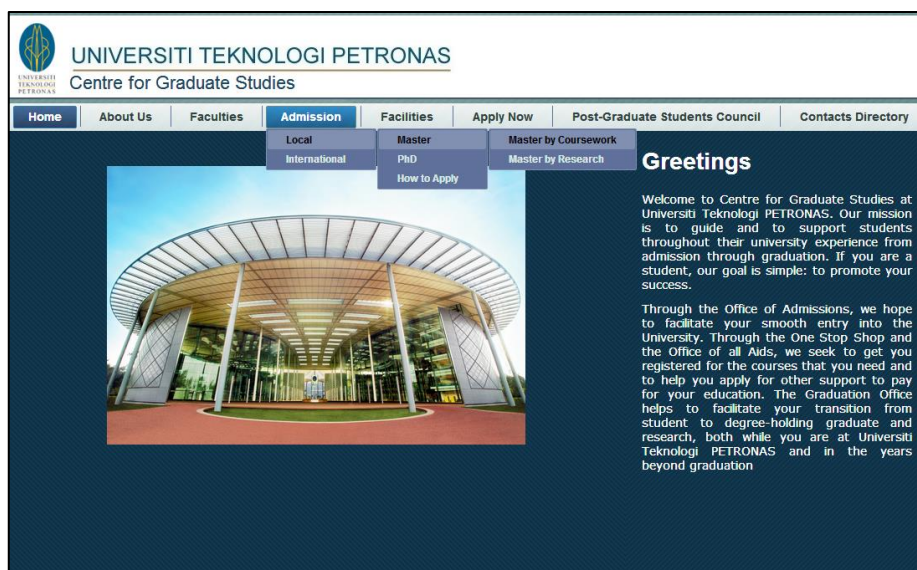 UNIVERSITI
TEKNOLOGI
PETRONAS
UNIVERSITI TEKNOLOGI PETRONAS
Centre for Graduate Studies
Home About Us Faculties Admission Facilities Apply Now Post-Graduate Students Council Contacts Directory
Local Master Master by Coursework
International PhD Master by Research
How to Apply
Greetings
Welcome to Centre for Graduate Studies at
Universiti Teknologi PETRONAS. Our mission
is to guide and to support students
throughout their university experience from
admission through graduation. If you are a
student, our goal is simple: to promote your
success.
Through the Office of Admissions, we hope
to facilitate your smooth entry into the
University. Through the One Stop Shop and
the Office of all Aids, we seek to get you
registered for the courses that you need and
to help you apply for other support to pay
for your education. The Graduation Office
helps to facilitate your transition from
student to degree-holding graduate and
research, both while you are at Universiti
Teknologi PETRONAS and in the years
beyond graduation